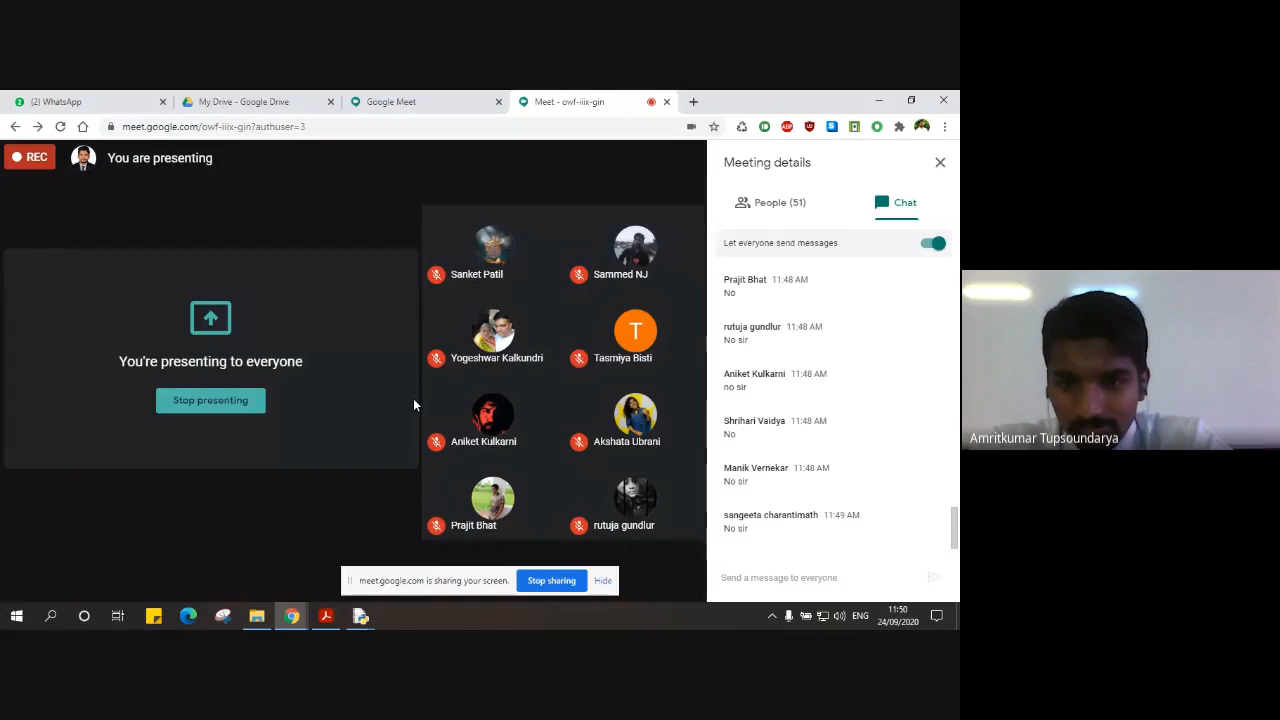 (2) WhatsApp
My Drive - Google Drive
Google Meet
Meet - owf-iiix-gin
meet.google.com/owf-iiix-gin?authuser=3
REC
You are presenting
You're presenting to everyone
Stop presenting
Sanket Patil
Sammed NJ
Yogeshwar Kalkundri
T
Tasmiya Bisti
Aniket Kulkarni
Akshata Ubrani
Prajit Bhat
rutuja gundlur
Meeting details
People (51)
Chat
Let everyone send messages
Prajit Bhat 11:48 AM
No
rutuja gundlur 11:48 AM
No sir
Aniket Kulkarni 11:48 AM
no sir
Shrihari Vaidya 11:48 AM
No
Manik Vernekar 11:48 AM
No sir
sangeeta charantimath 11:49 AM
No sir
Send a message to everyone
meet.google.com is sharing your screen.
Stop sharing
Hide
ENG
11:50
24/09/2020
Amritkumar Tupsoundarya